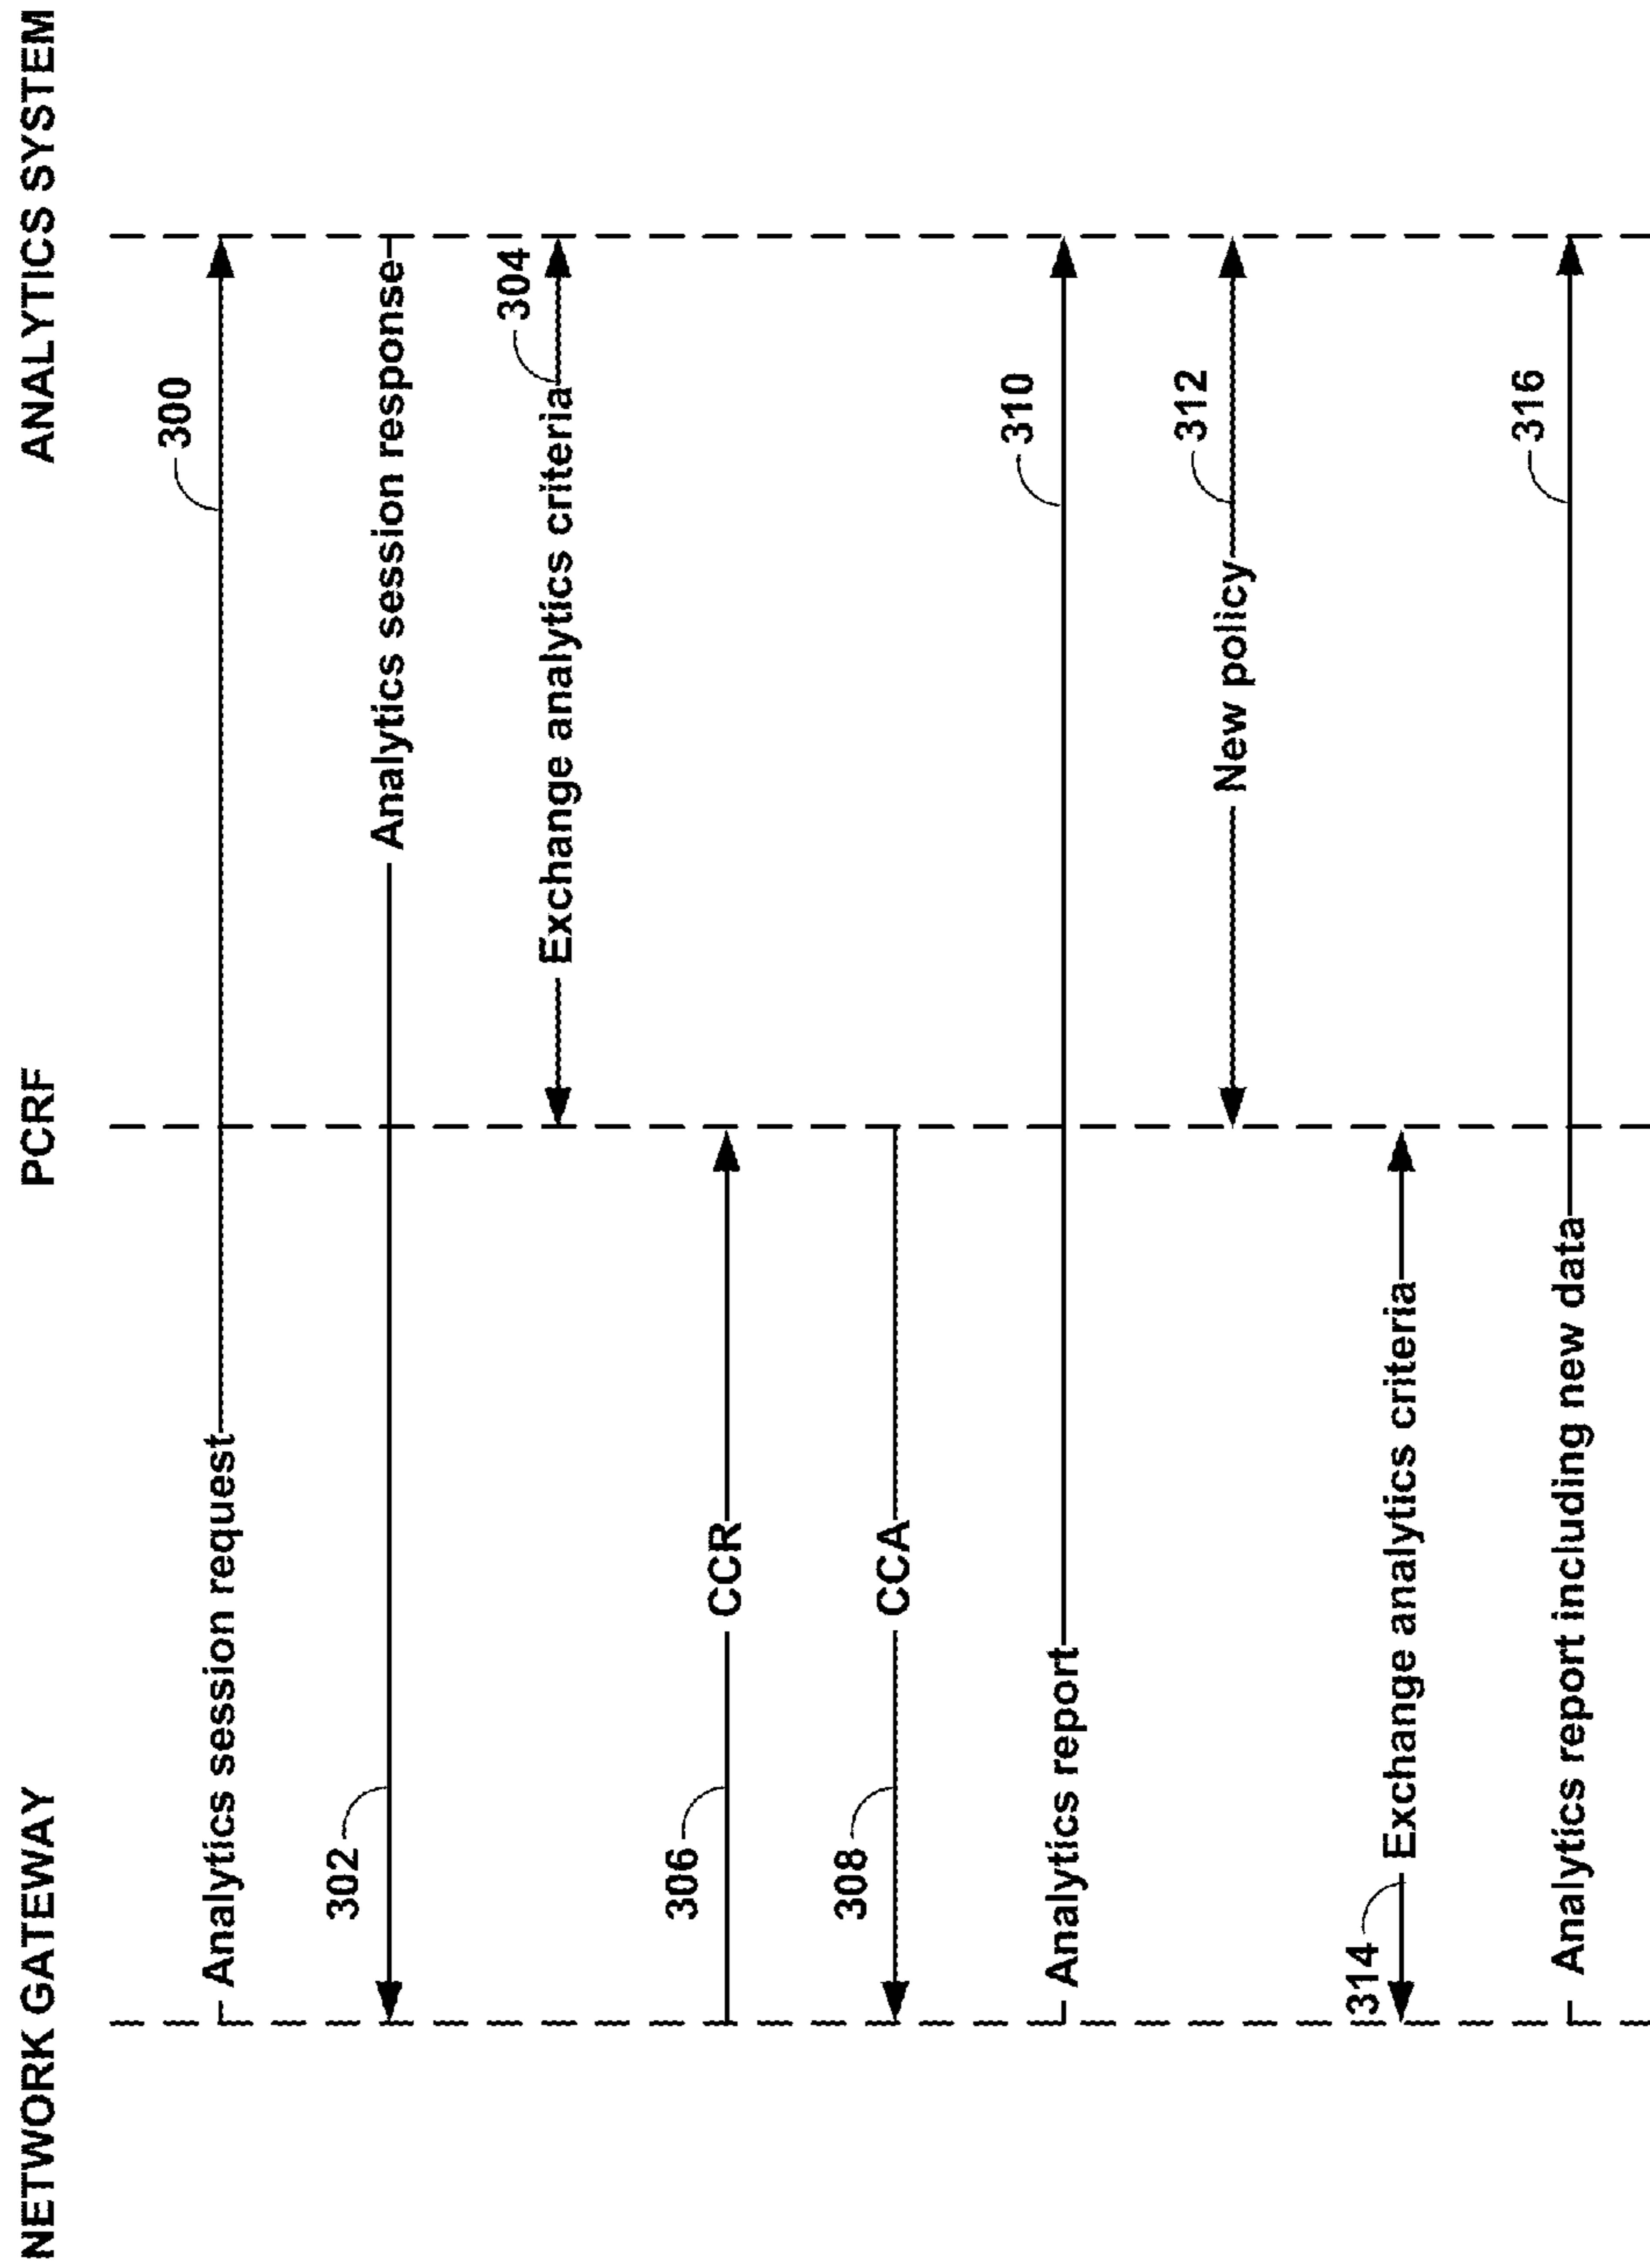 NETWORK GATEWAY
PCRF
ANALYTICS SYSTEM
Analytics session request
300
302
Analytics session response
Exchange analytics criteria
304
306
CCR
308
CCA
Analytics report
310
New policy
312
314
Exchange analytics criteria
Analytics report including new data
316